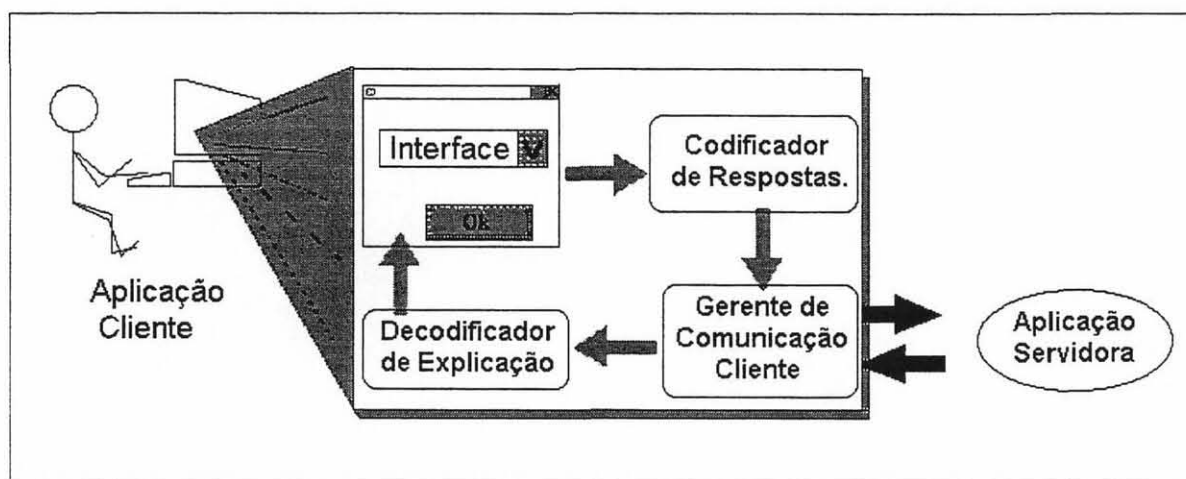 Interface
Ok
Codificador
de Respostas.
Aplicação
Cliente
Decodificador
de Explicação
Gerente de
Comunicação
Cliente
Aplicação
Servidora